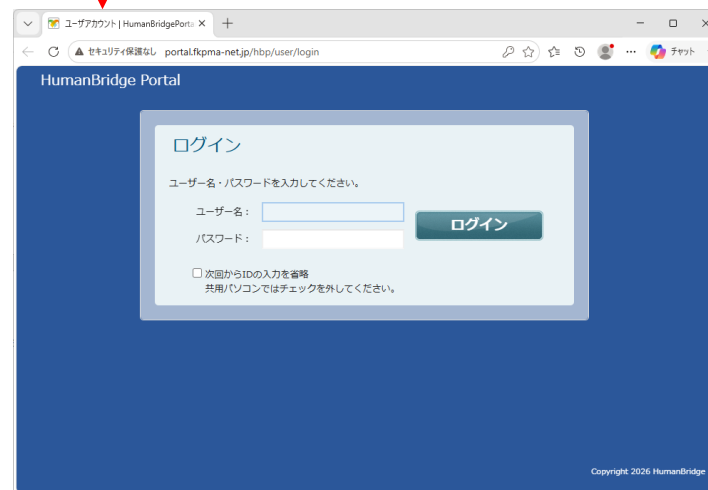 ユーザアカウント | HumanBridgePorta
セキュリティ保護なし portal.fkpma-net.jp/hbp/user/login
チャット
HumanBridge Portal
ログイン
ユーザー名・パスワードを入力してください。
ユーザー名：
パスワード：
ログイン
次回からIDの入力を省略
共用パソコンではチェックを外してください。
Copyright 2026 HumanBridge